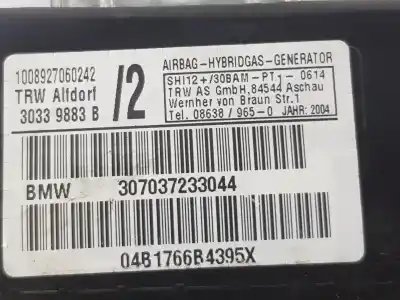 1008927060242
TRW Alfdorf
3033 9883 B
/2
AIRBAG-HYBRIDGAS-GENERATOR
SHI12+/30BAM-PT1- 0614
TRW AS GmbH,84544 Aschau
Wernher von Braun Str.1
Tel. 08638/965-0 JAHR: 2004
BMW 307037233044
04B1766B4395X